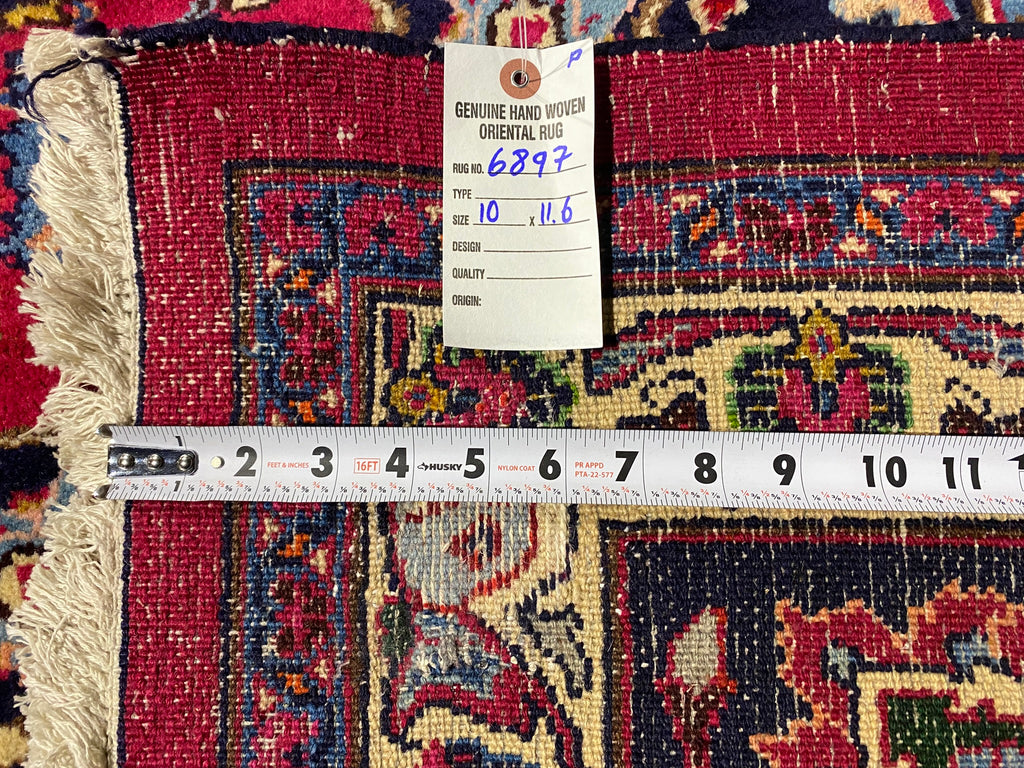 P
GENUINE HAND WOVEN
ORIENTAL RUG
RUG NO. 6897
TYPE
SIZE 10 x 11.6
DESIGN
QUALITY
ORIGIN:
1 2 FEET & INCHES 3 16FT 4 HUSKY 5 NYLON COAT 6 PR APPD PTA-22-577 7 8 9 10 11
1